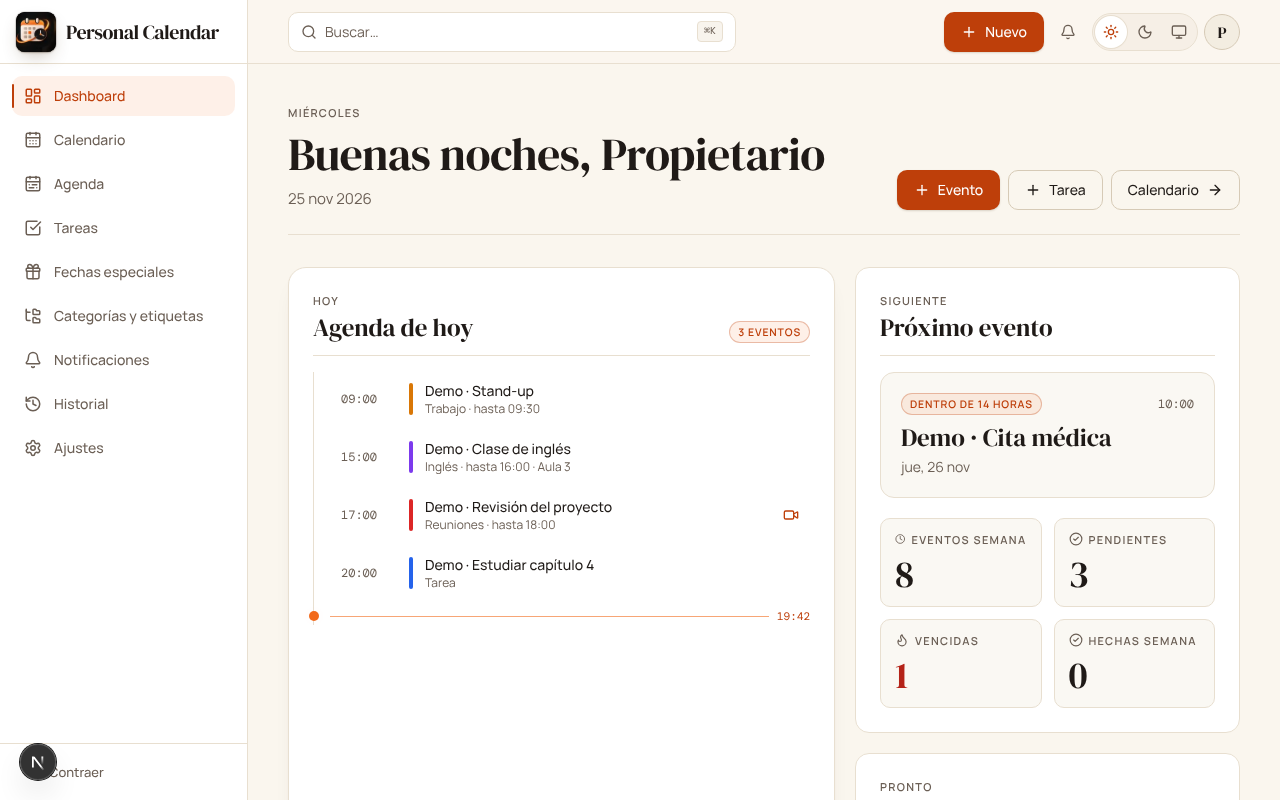 Personal Calendar
Buscar...
⌘K
Nuevo
P
Dashboard
Calendario
Agenda
Tareas
Fechas especiales
Categorías y etiquetas
Notificaciones
Historial
Ajustes
N
Contraer
MIÉRCOLES
Buenas noches, Propietario
25 nov 2026
Evento
Tarea
Calendario
HOY
Agenda de hoy
3 EVENTOS
09:00
Demo · Stand-up
Trabajo · hasta 09:30
15:00
Demo · Clase de inglés
Inglés · hasta 16:00 · Aula 3
17:00
Demo · Revisión del proyecto
Reuniones · hasta 18:00
20:00
Demo · Estudiar capítulo 4
Tarea
19:42
SIGUIENTE
Próximo evento
DENTRO DE 14 HORAS
10:00
Demo · Cita médica
jue, 26 nov
EVENTOS SEMANA
8
PENDIENTES
3
VENCIDAS
1
HECHAS SEMANA
0
PRONTO